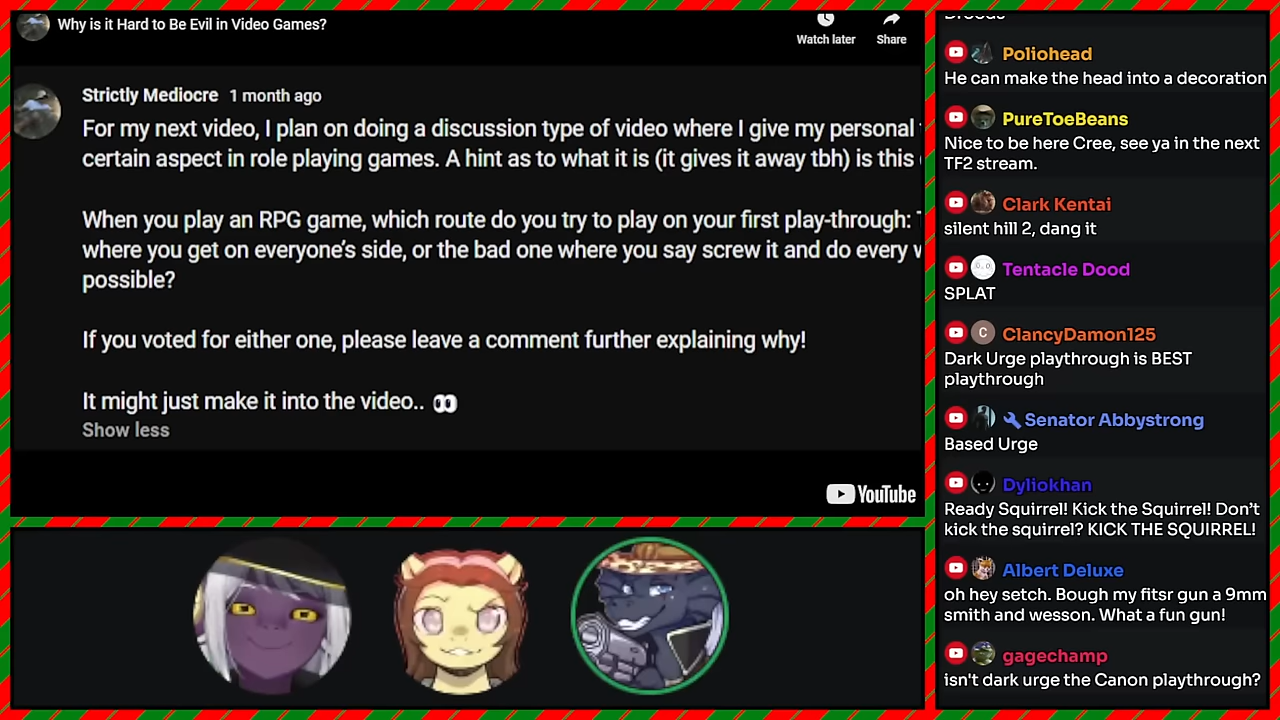 Why is it Hard to Be Evil in Video Games?
Watch later
Share
Strictly Mediocre 1 month ago
For my next video, I plan on doing a discussion type of video where I give my personal
certain aspect in role playing games. A hint as to what it is (it gives it away tbh) is this
When you play an RPG game, which route do you try to play on your first play-through:
where you get on everyone’s side, or the bad one where you say screw it and do every
possible?
If you voted for either one, please leave a comment further explaining why!
It might just make it into the video.. 👀
Show less
YouTube
Poliohead
He can make the head into a decoration
PureToeBeans
Nice to be here Cree, see ya in the next
TF2 stream.
Clark Kentai
silent hill 2, dang it
Tentacle Dood
SPLAT
C ClancyDamon125
Dark Urge playthrough is BEST
playthrough
Senator Abbystrong
Based Urge
Dyliokhan
Ready Squirrel! Kick the Squirrel! Don’t
kick the squirrel? KICK THE SQUIRREL!
Albert Deluxe
oh hey setch. Bough my fitsr gun a 9mm
smith and wesson. What a fun gun!
gagechamp
isn't dark urge the Canon playthrough?